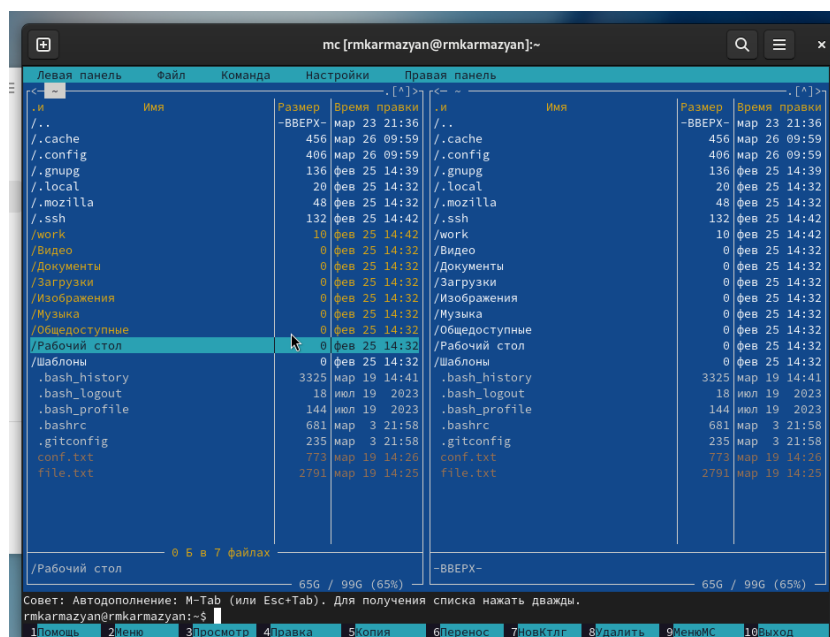 mc [rmkarmazyan@rmkarmazyan]:~
Левая панель Файл Команда Настройки Правая панель
<— ~ .[^]> <— ~ .[^]>
.и Имя Размер Время правки .и Имя Размер Время правки
/.. -ВВЕРХ- мар 23 21:36 /.. -ВВЕРХ- мар 23 21:36
/.cache 456 мар 26 09:59 /.cache 456 мар 26 09:59
/.config 406 мар 26 09:59 /.config 406 мар 26 09:59
/.gnupg 136 фев 25 14:39 /.gnupg 136 фев 25 14:39
/.local 20 фев 25 14:32 /.local 20 фев 25 14:32
/.mozilla 48 фев 25 14:32 /.mozilla 48 фев 25 14:32
/.ssh 132 фев 25 14:42 /.ssh 132 фев 25 14:42
/work 10 фев 25 14:42 /work 10 фев 25 14:42
/Видео 0 фев 25 14:32 /Видео 0 фев 25 14:32
/Документы 0 фев 25 14:32 /Документы 0 фев 25 14:32
/Загрузки 0 фев 25 14:32 /Загрузки 0 фев 25 14:32
/Изображения 0 фев 25 14:32 /Изображения 0 фев 25 14:32
/Музыка 0 фев 25 14:32 /Музыка 0 фев 25 14:32
/Общедоступные 0 фев 25 14:32 /Общедоступные 0 фев 25 14:32
/Рабочий стол 0 фев 25 14:32 /Рабочий стол 0 фев 25 14:32
/Шаблоны 0 фев 25 14:32 /Шаблоны 0 фев 25 14:32
.bash_history 3325 мар 19 14:41 .bash_history 3325 мар 19 14:41
.bash_logout 18 июл 19 2023 .bash_logout 18 июл 19 2023
.bash_profile 144 июл 19 2023 .bash_profile 144 июл 19 2023
.bashrc 681 мар 3 21:58 .bashrc 681 мар 3 21:58
.gitconfig 235 мар 3 21:58 .gitconfig 235 мар 3 21:58
conf.txt 773 мар 19 14:26 conf.txt 773 мар 19 14:26
file.txt 2791 мар 19 14:25 file.txt 2791 мар 19 14:25
0 Б в 7 файлах
/Рабочий стол -ВВЕРХ-
65G / 99G (65%) 65G / 99G (65%)
Совет: Автодополнение: M-Tab (или Esc+Tab). Для получения списка нажать дважды.
rmkarmazyan@rmkarmazyan:~$
1Помощь 2Меню 3Просмотр 4Правка 5Копия 6Перенос 7НовКтлг 8Удалить 9МенюМС 10Выход